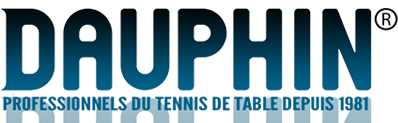 DAUPHIN®
PROFESSIONNELS DU TENNIS DE TABLE DEPUIS 1981